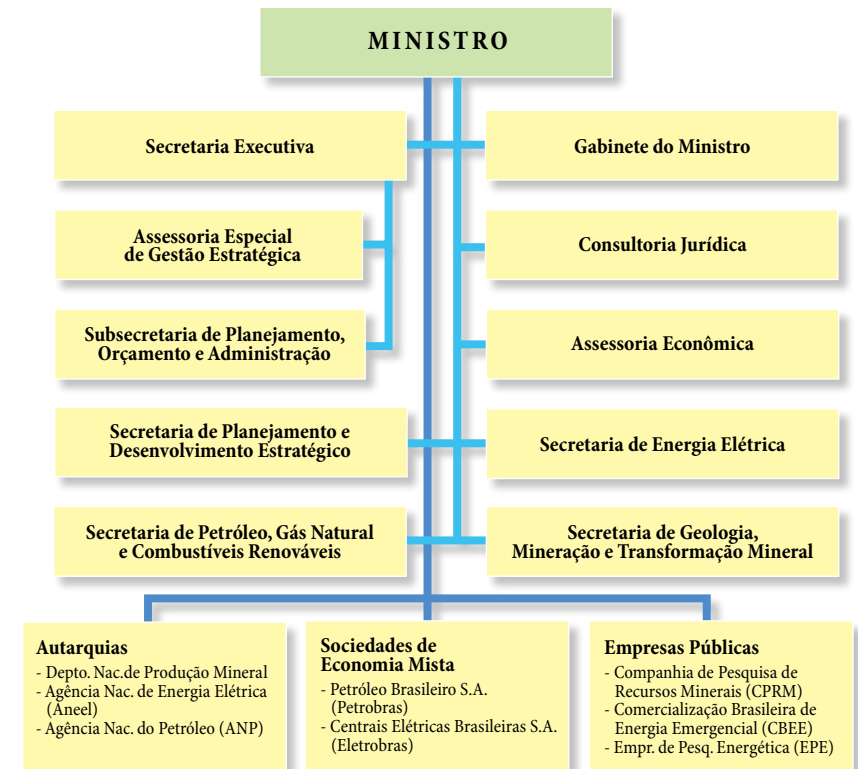 MINISTRO
Secretaria Executiva
Gabinete do Ministro
Assessoria Especial
de Gestão Estratégica
Consultoria Jurídica
Subsecretaria de Planejamento,
Orçamento e Administração
Assessoria Econômica
Secretaria de Planejamento e
Desenvolvimento Estratégico
Secretaria de Energia Elétrica
Secretaria de Petróleo, Gás Natural
e Combustíveis Renováveis
Secretaria de Geologia,
Mineração e Transformação Mineral
Autarquias
- Depto. Nac.de Produção Mineral
- Agência Nac. de Energia Elétrica
(Aneel)
- Agência Nac. do Petróleo (ANP)
Sociedades de
Economia Mista
- Petróleo Brasileiro S.A.
(Petrobras)
- Centrais Elétricas Brasileiras S.A.
(Eletrobras)
Empresas Públicas
- Companhia de Pesquisa de
Recursos Minerais (CPRM)
- Comercialização Brasileira de
Energia Emergencial (CBEE)
- Empr. de Pesq. Energética (EPE)